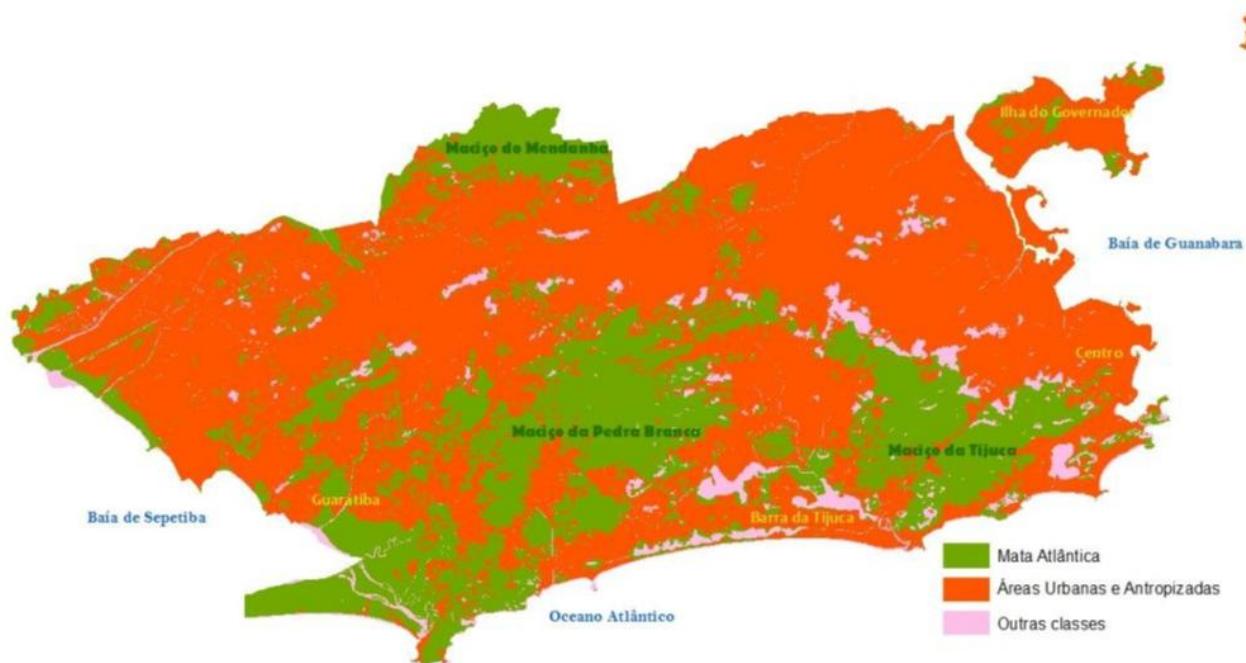 Ilha do Governador
Maciço do Mendanha
Baía de Guanabara
Centro
Maciço da Pedra Branca
Maciço da Tijuca
Guaratiba
Baía de Sepetiba
Barra da Tijuca
Mata Atlântica
Áreas Urbanas e Antropizadas
Oceano Atlântico
Outras classes